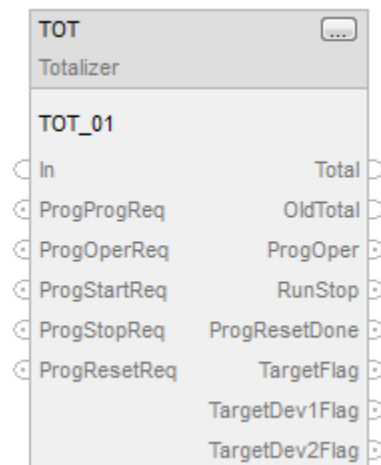 TOT ...
Totalizer
TOT_01
In Total
ProgProgReq OldTotal
ProgOperReq ProgOper
ProgStartReq RunStop
ProgStopReq ProgResetDone
ProgResetReq TargetFlag
TargetDev1Flag
TargetDev2Flag